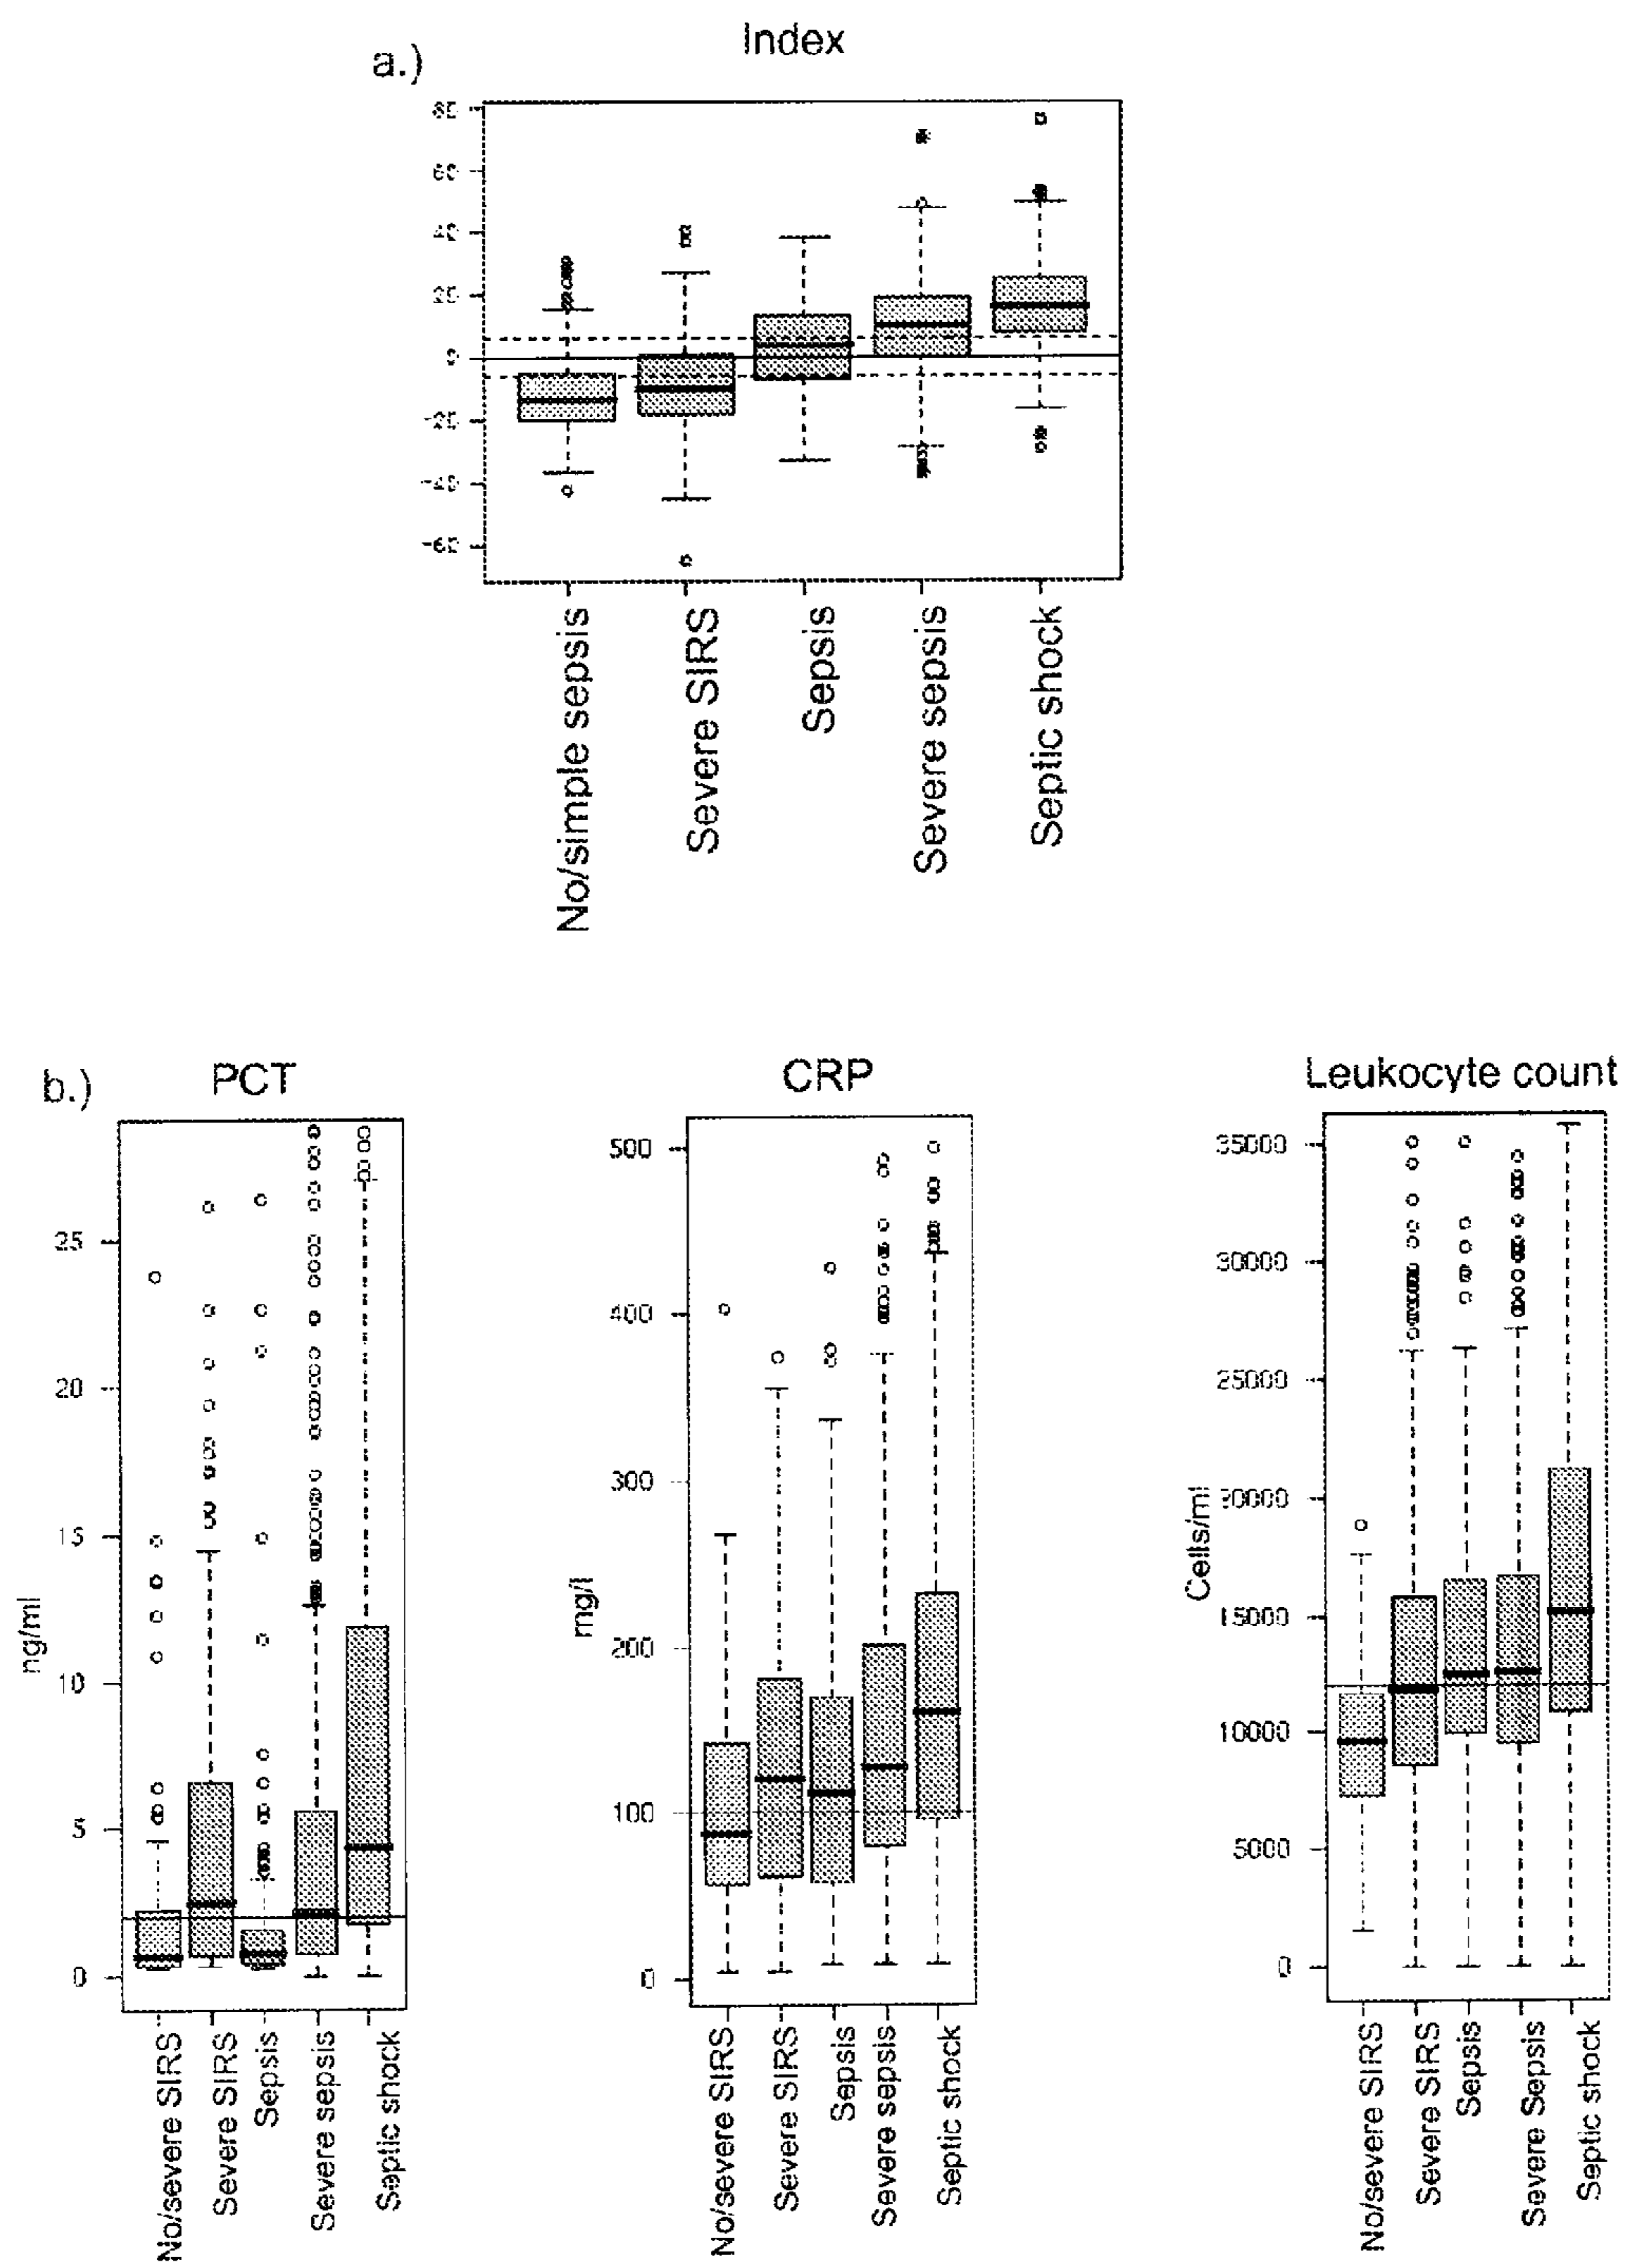 a.)
Index
60
40
0
-40
-60
No/simple sepsis
Severe SIRS
Sepsis
Severe sepsis
Septic shock
b.)
PCT
ng/ml
25
20
15
10
5
0
No/severe SIRS
Severe SIRS
Sepsis
Severe sepsis
Septic shock
CRP
mg/l
500
400
300
200
100
0
No/severe SIRS
Severe SIRS
Sepsis
Severe sepsis
Septic shock
Leukocyte count
Cells/ml
35000
30000
25000
20000
15000
10000
5000
0
No/severe SIRS
Severe SIRS
Sepsis
Severe Sepsis
Septic shock